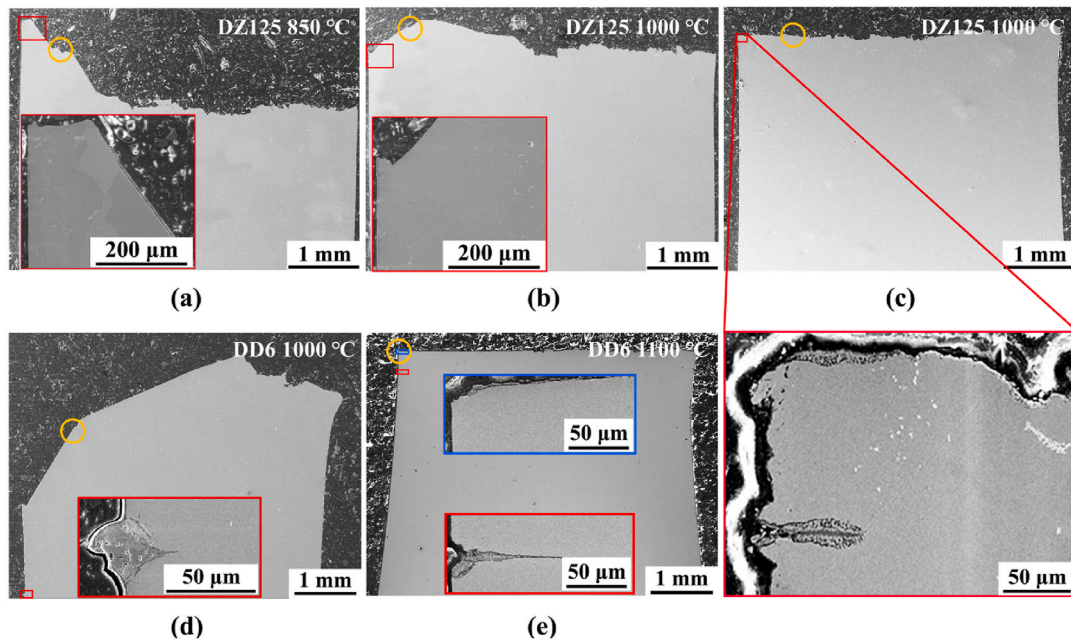 DZ125 850 °C
200 μm
1 mm
(a)
DZ125 1000 °C
200 μm
1 mm
(b)
DZ125 1000 °C
1 mm
(c)
DD6 1000 °C
50 μm
1 mm
(d)
DD6 1100 °C
50 μm
50 μm
1 mm
(e)
50 μm